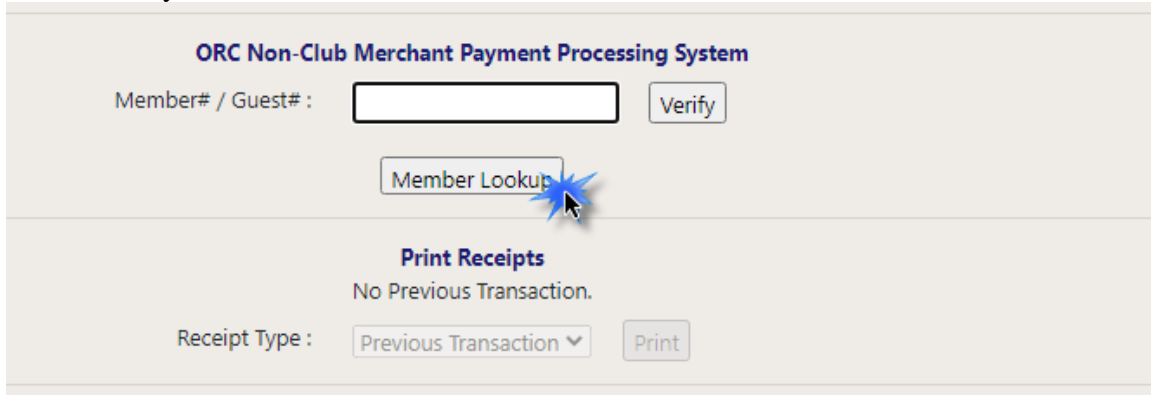 ORC Non-Club Merchant Payment Processing System
Member# / Guest# :
Verify
Member Lookup
Print Receipts
No Previous Transaction.
Receipt Type :
Previous Transaction
Print